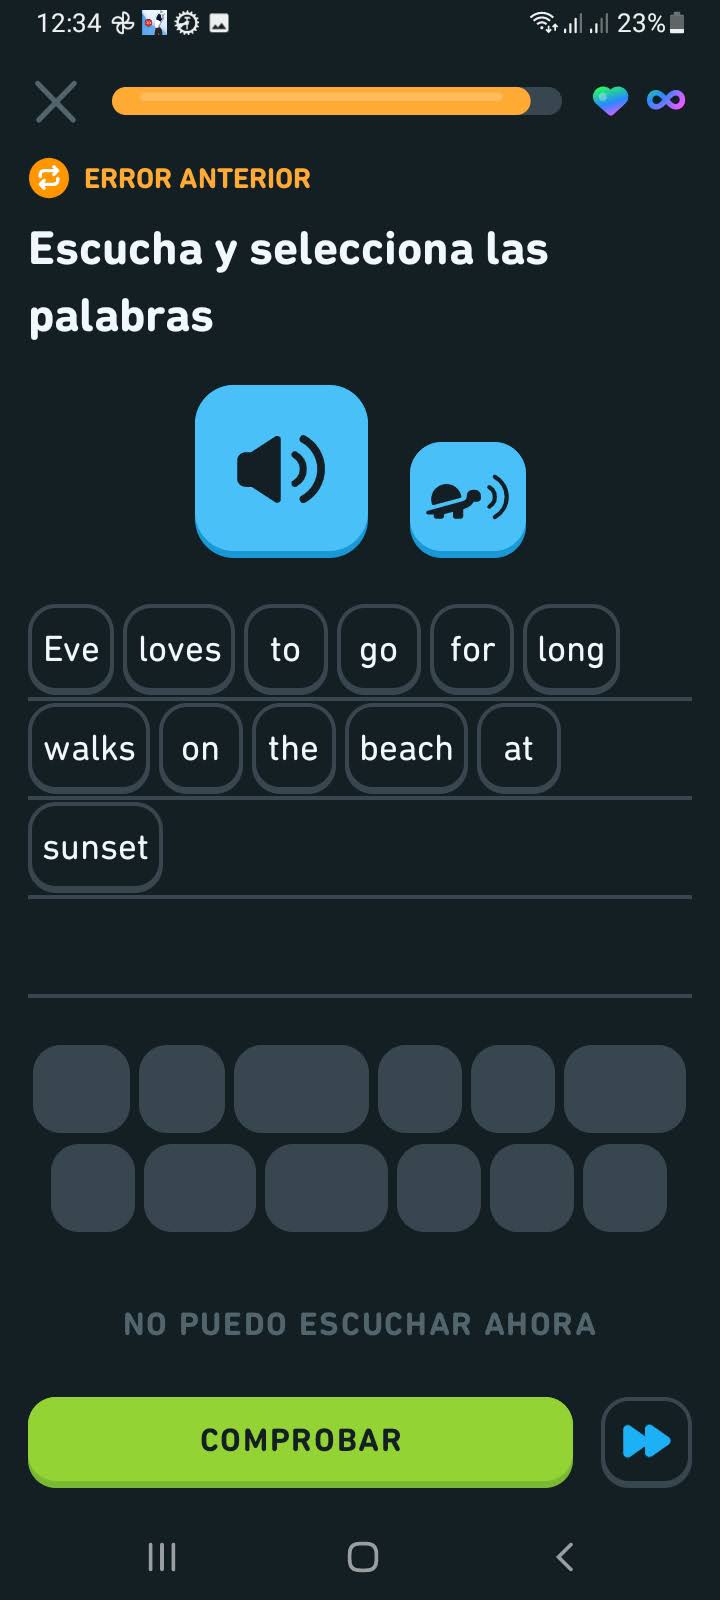 12:34 23%
ERROR ANTERIOR
Escucha y selecciona las
palabras
Eve loves to go for long
walks on the beach at
sunset
NO PUEDO ESCUCHAR AHORA
COMPROBAR